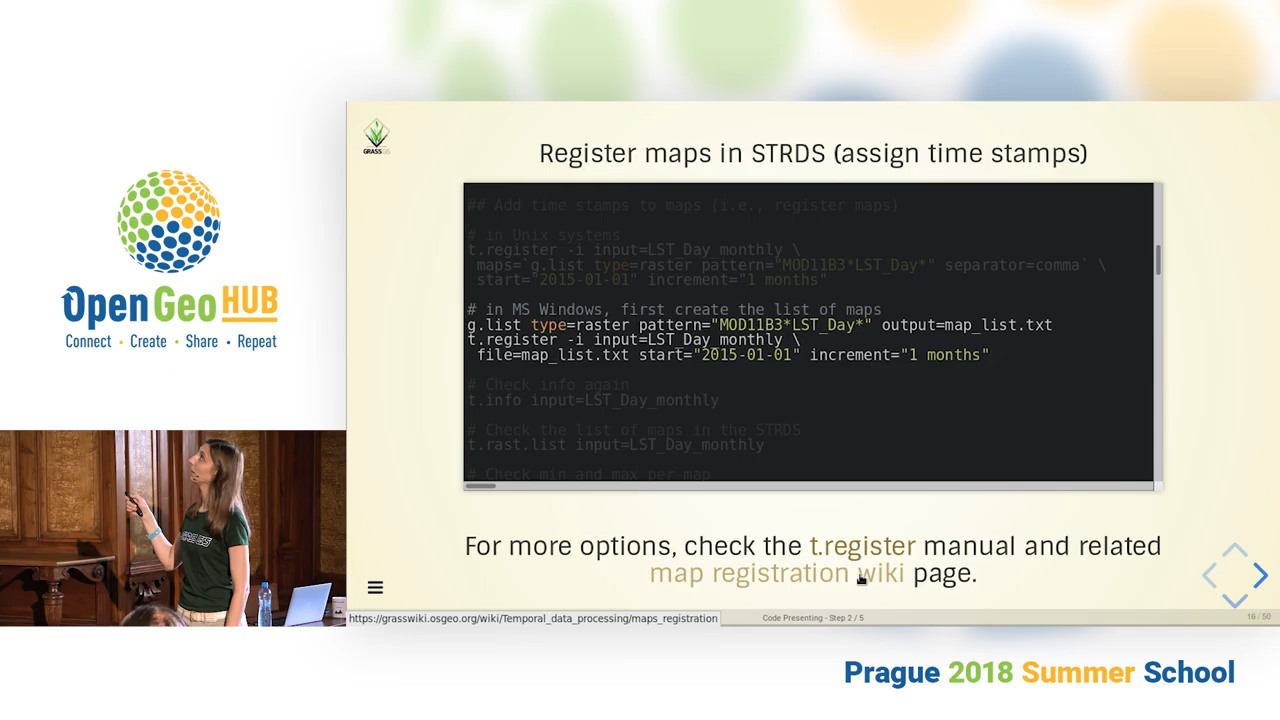 GRASS GIS
Register maps in STRDS (assign time stamps)
## Add time stamps to maps (i.e., register maps)
# in Unix systems
t.register -i input=LST_Day_monthly \
maps=`g.list type=raster pattern="MOD11B3*LST_Day*" separator=comma` \
start="2015-01-01" increment="1 months"
# in MS Windows, first create the list of maps
g.list type=raster pattern="MOD11B3*LST_Day*" output=map_list.txt
t.register -i input=LST_Day_monthly \
file=map_list.txt start="2015-01-01" increment="1 months"
# Check info again
t.info input=LST_Day_monthly
# Check the list of maps in the STRDS
t.rast.list input=LST_Day_monthly
# Check min and max per map
For more options, check the t.register manual and related
map registration wiki page.
https://grasswiki.osgeo.org/wiki/Temporal_data_processing/maps_registration
Code Presenting - Step 2 / 5
16 / 50
Open Geo HUB
Connect • Create • Share • Repeat
Prague 2018 Summer School